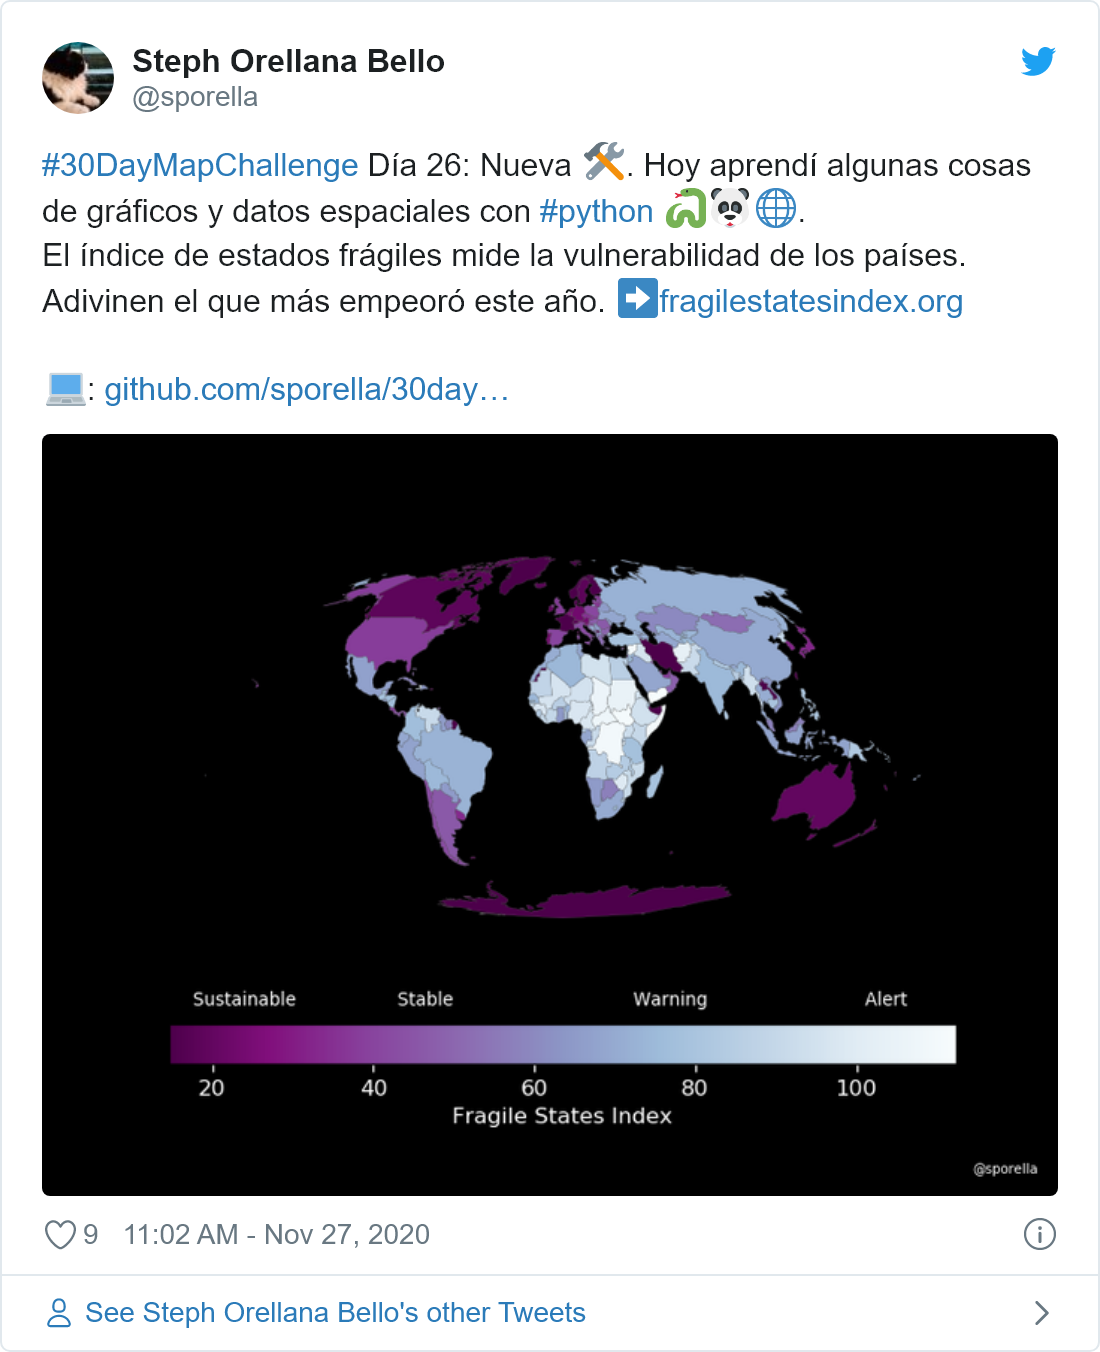 Steph Orellana Bello
@sporella
#30DayMapChallenge Día 26: Nueva 🛠. Hoy aprendí algunas cosas
de gráficos y datos espaciales con #python 🐍🐼🌐.
El índice de estados frágiles mide la vulnerabilidad de los países.
Adivinen el que más empeoró este año. ➡fragilestatesindex.org
💻: github.com/sporella/30day…
Sustainable Stable Warning Alert
20 40 60 80 100
Fragile States Index
@sporella
9 11:02 AM - Nov 27, 2020
See Steph Orellana Bello's other Tweets